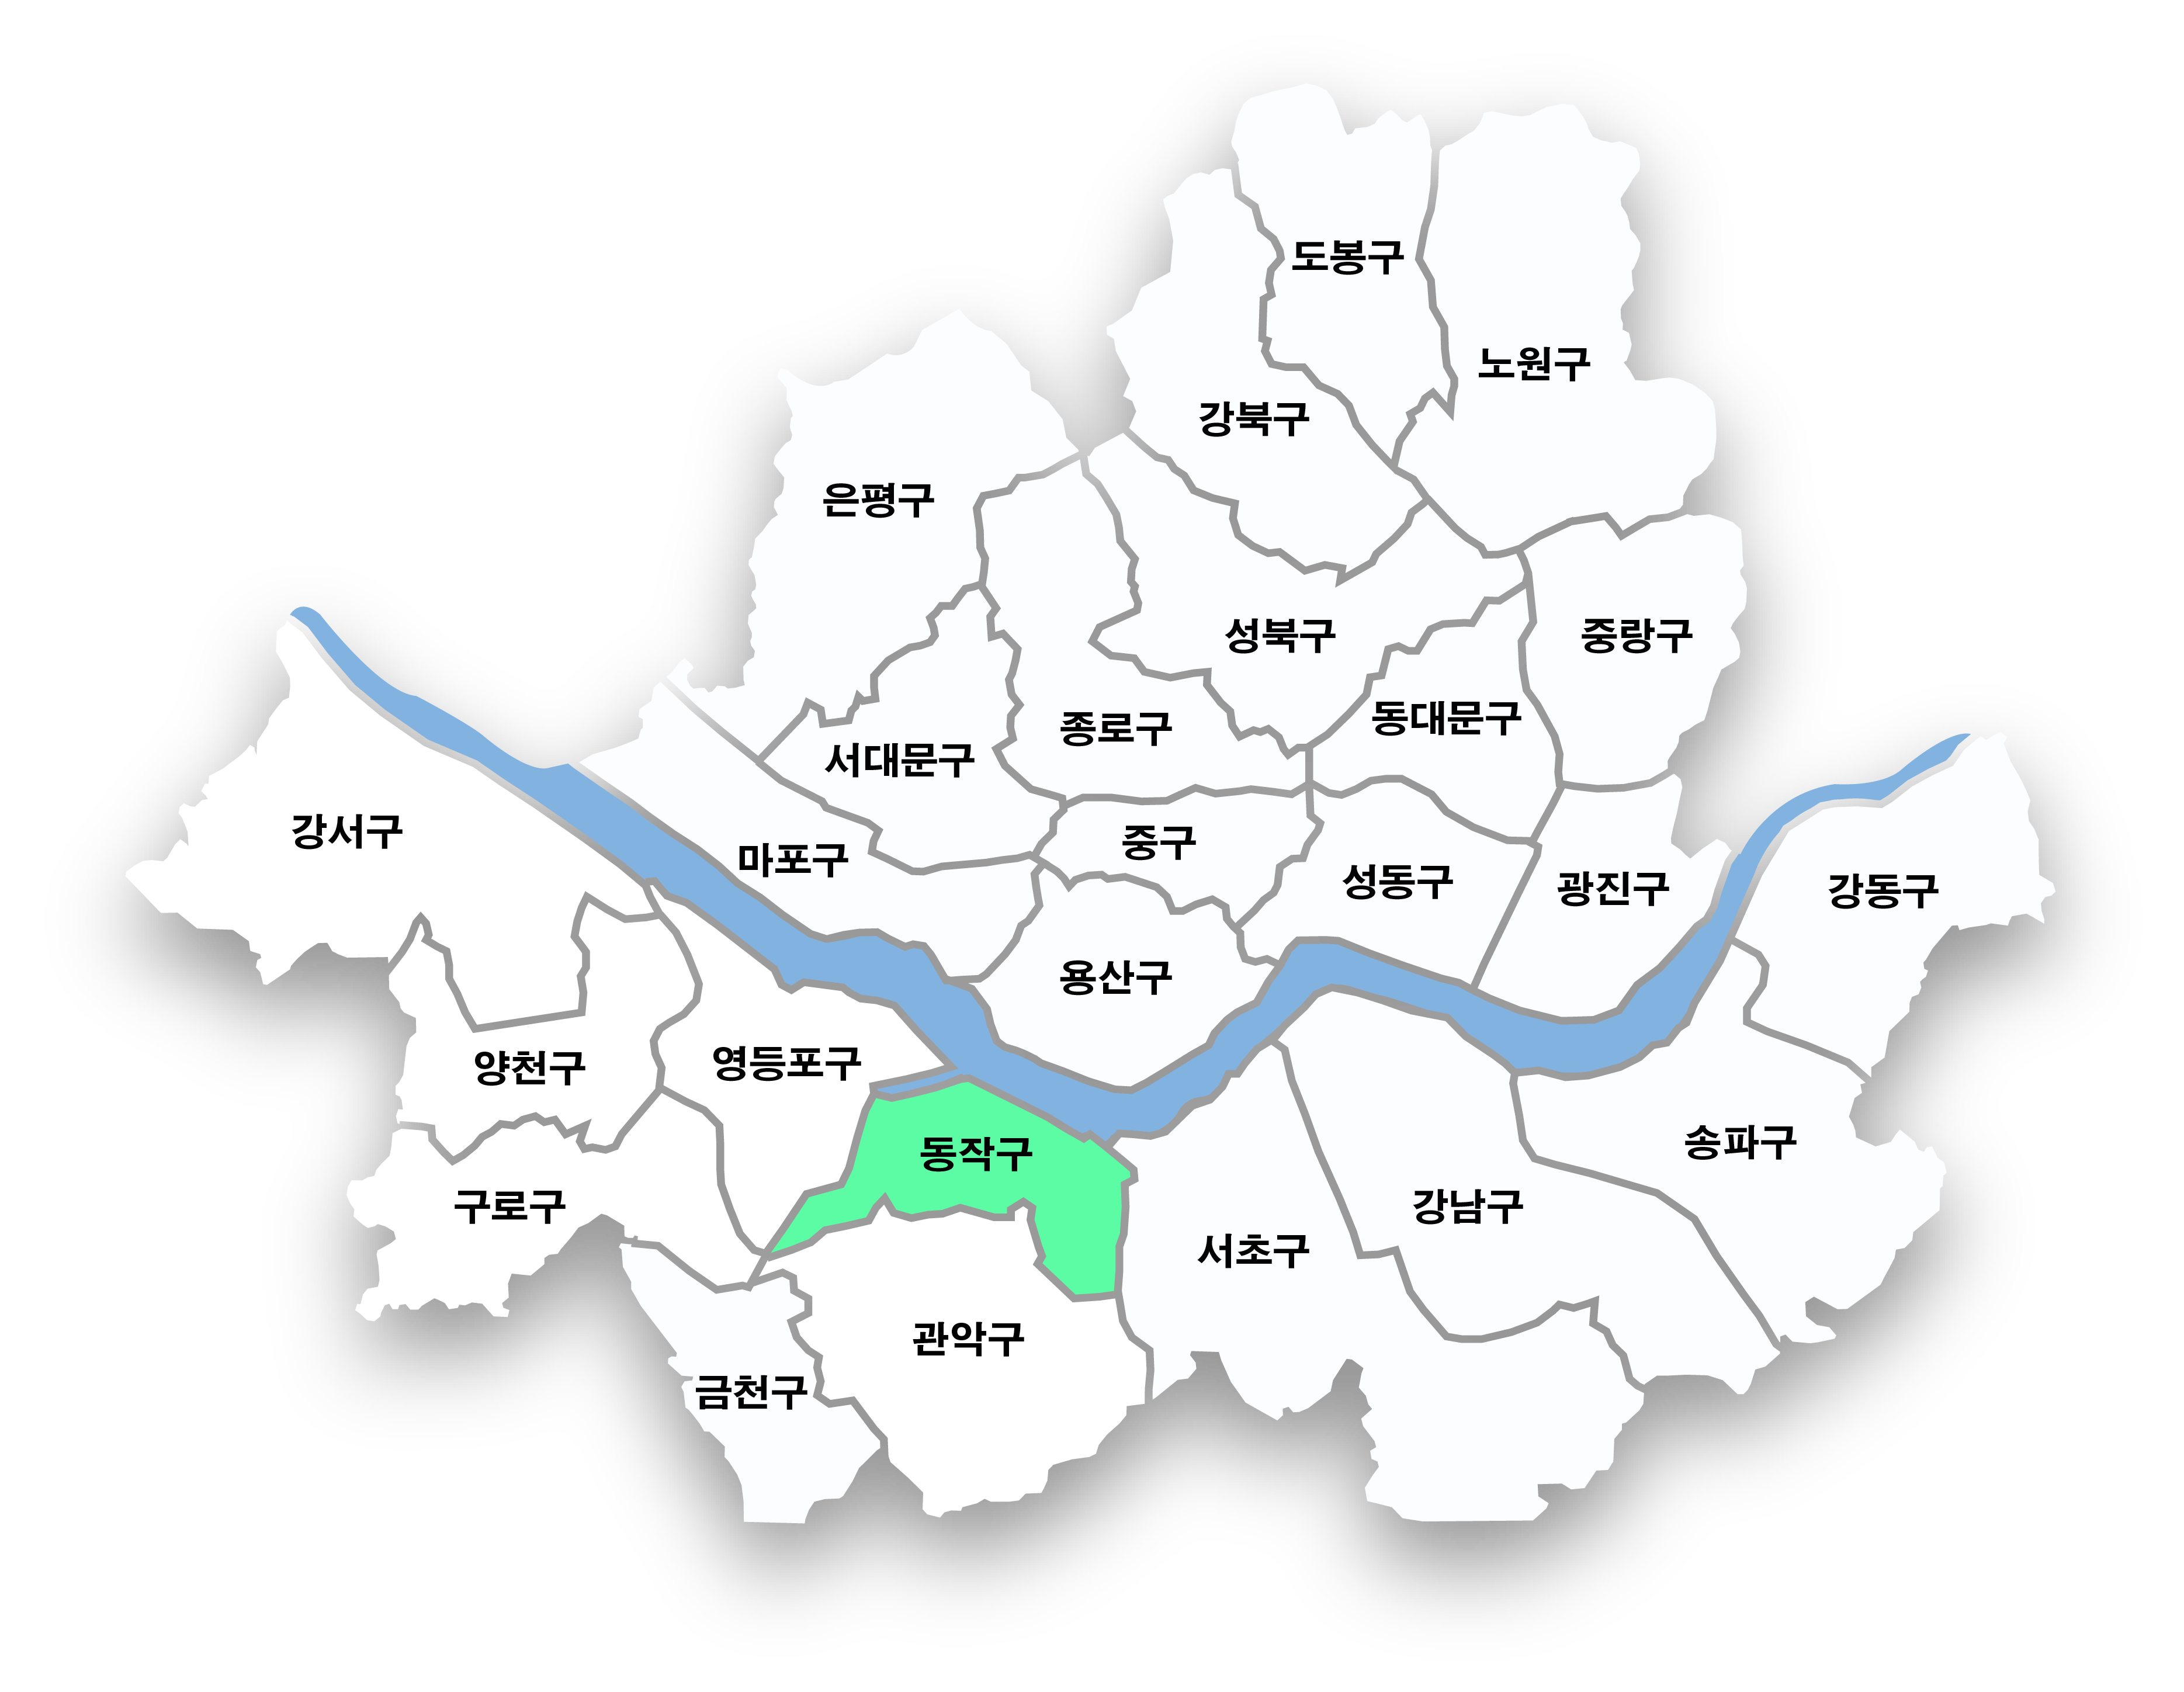 도봉구
노원구
강북구
은평구
성북구
중랑구
동대문구
종로구
서대문구
강서구
중구
마포구
성동구
광진구
강동구
용산구
양천구
영등포구
송파구
동작구
구로구
강남구
서초구
관악구
금천구